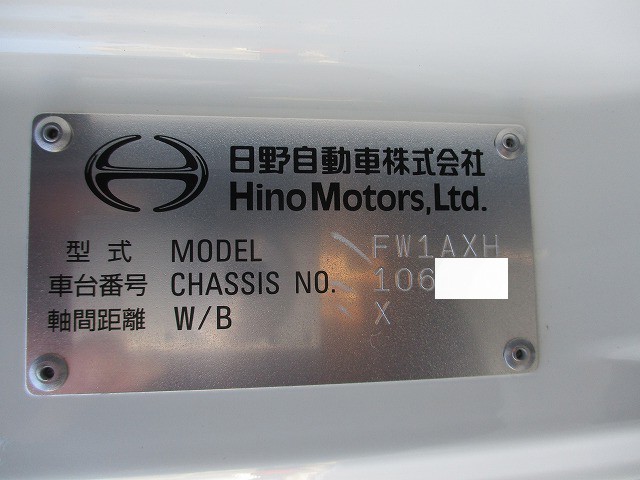 日野自動車株式会社
Hino Motors, Ltd.
型式 MODEL FW1AXH
車台番号 CHASSIS NO. 106
軸間距離 W/B X